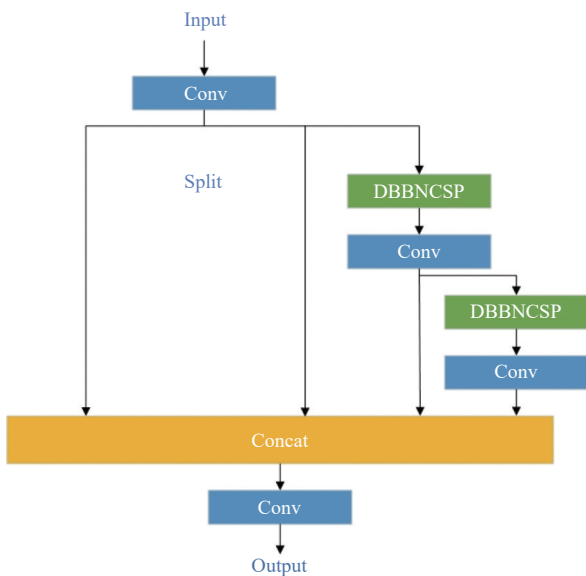 Input
Conv
Split
DBBNCSP
Conv
DBBNCSP
Conv
Concat
Conv
Output